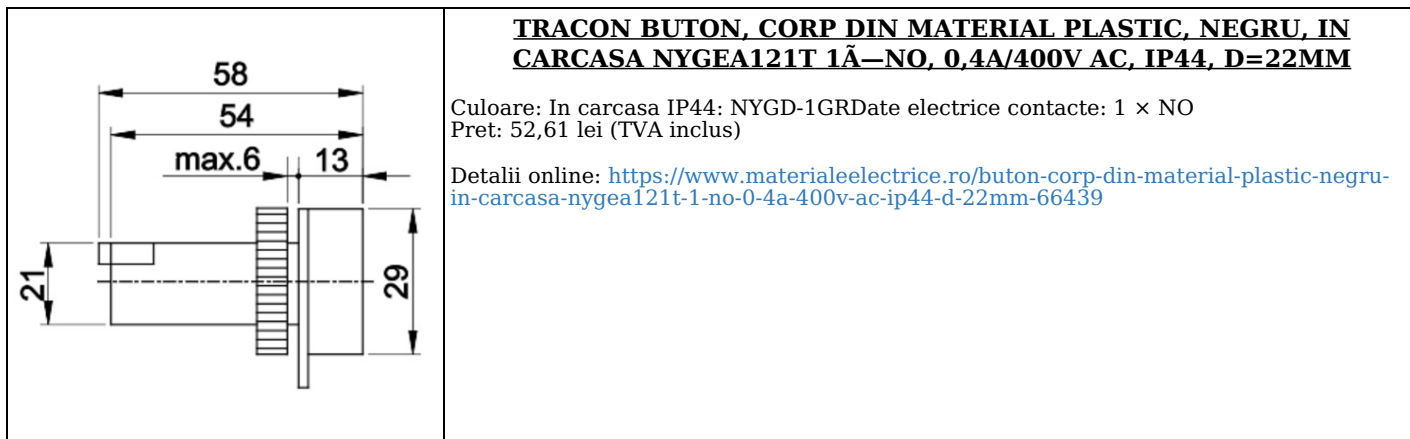 58
54
max.6 13
21
29
TRACON BUTON, CORP DIN MATERIAL PLASTIC, NEGRU, IN
CARCASA NYGEA121T 1Ã—NO, 0,4A/400V AC, IP44, D=22MM
Culoare: In carcasa IP44: NYGD-1GRDate electrice contacte: 1 × NO
Pret: 52,61 lei (TVA inclus)
Detalii online: https://www.materialeelectrice.ro/buton-corp-din-material-plastic-negru-
in-carcasa-nygea121t-1-no-0-4a-400v-ac-ip44-d-22mm-66439